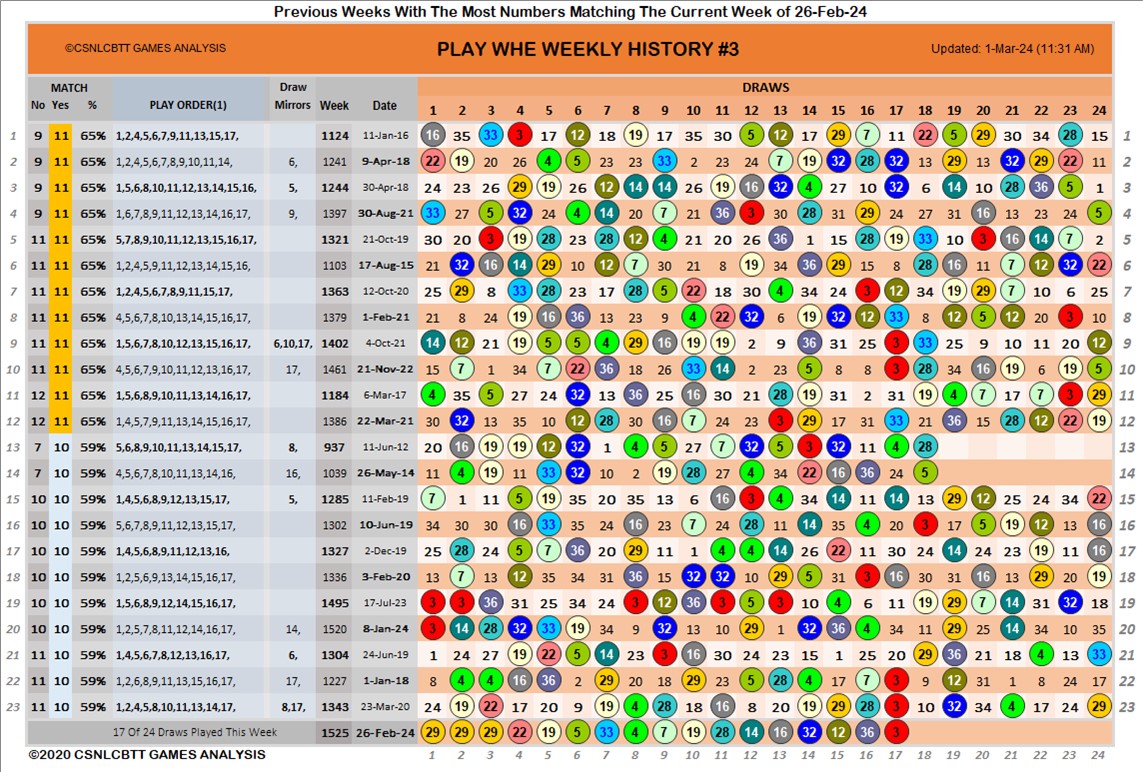 Previous Weeks With The Most Numbers Matching The Current Week of 26-Feb-24
©CSNLCBTT GAMES ANALYSIS PLAY WHE WEEKLY HISTORY #3 Updated: 1-Mar-24 (11:31 AM)
MATCH Draw DRAWS
No Yes % PLAY ORDER(1) Mirrors Week Date 1 2 3 4 5 6 7 8 9 10 11 12 13 14 15 16 17 18 19 20 21 22 23 24
1 9 11 65% 1,2,4,5,6,7,9,11,13,15,17, 1124 11-Jan-16 16 35 33 3 17 12 18 19 17 35 30 5 12 17 29 7 11 22 5 29 30 34 28 15 1
2 9 11 65% 1,2,4,5,6,7,8,9,10,11,14, 6, 1241 9-Apr-18 22 19 20 26 4 5 23 23 33 2 23 24 7 19 32 28 32 13 29 13 32 29 22 11 2
3 9 11 65% 1,5,6,8,10,11,12,13,14,15,16, 5, 1244 30-Apr-18 24 23 26 29 19 26 12 14 14 26 19 16 32 4 27 10 32 6 14 10 28 36 5 1 3
4 9 11 65% 1,6,7,8,9,11,12,13,14,16,17, 9, 1397 30-Aug-21 33 27 5 32 24 4 14 20 7 21 36 3 30 28 31 29 24 27 31 16 13 23 24 5 4
5 11 11 65% 5,7,8,9,10,11,12,13,15,16,17, 1321 21-Oct-19 30 20 3 19 28 23 28 12 4 21 20 26 36 1 15 28 19 33 10 3 16 14 7 2 5
6 11 11 65% 1,2,4,5,9,11,12,13,14,15,16, 1103 17-Aug-15 21 32 16 14 29 10 12 7 30 21 8 19 34 36 29 15 8 28 16 11 7 12 32 22 6
7 11 11 65% 1,2,4,5,6,7,8,9,11,15,17, 1363 12-Oct-20 25 29 8 33 28 23 17 28 5 22 18 30 4 34 24 3 12 34 19 29 7 10 6 25 7
8 11 11 65% 4,5,6,7,8,10,11,12,13,16,17, 1379 1-Feb-21 21 8 24 19 16 36 13 23 9 4 22 32 6 19 32 12 33 8 12 5 12 20 3 10 8
9 11 11 65% 1,5,6,7,8,10,12,13,15,16,17, 6,10,17, 1402 4-Oct-21 14 12 21 19 5 5 4 29 16 19 19 2 9 36 31 25 3 33 25 9 10 11 20 12 9
10 11 11 65% 4,5,6,7,9,10,12,13,15,16,17, 17, 1461 21-Nov-22 15 7 1 34 7 22 36 18 26 33 14 2 23 5 8 8 3 28 34 16 19 6 19 5 10
11 12 11 65% 1,5,6,8,9,10,11,13,14,16,17, 1184 6-Mar-17 4 35 5 27 24 32 13 36 25 16 30 21 28 19 31 2 31 19 4 7 17 7 3 29 11
12 12 11 65% 4,5,6,8,9,10,12,13,14,16,17, 1386 22-Mar-21 30 32 13 35 10 12 28 30 16 7 24 23 3 29 17 31 33 21 36 15 28 12 22 19 12
13 7 10 59% 5,6,8,9,10,11,13,14,15,17, 8, 937 11-Jun-12 20 16 19 19 12 32 1 4 5 27 7 32 5 3 32 11 4 28 13
14 7 10 59% 4,5,6,7,8,10,11,13,14,16, 16, 1039 26-May-14 11 4 19 11 33 32 10 2 19 28 27 4 34 22 16 36 24 5 14
15 10 10 59% 1,4,5,6,8,9,12,13,15,17, 5, 1285 11-Feb-19 7 1 11 5 19 35 20 35 13 6 16 3 4 34 14 11 14 13 29 12 25 24 34 22 15
16 10 10 59% 5,6,7,8,9,11,12,13,15,17, 1302 10-Jun-19 34 30 30 16 33 35 24 16 23 7 24 28 11 14 35 4 20 3 17 5 19 12 13 16 16
17 10 10 59% 1,4,5,6,8,9,11,12,13,16, 1327 2-Dec-19 25 28 24 5 7 36 20 29 11 1 4 4 14 26 22 11 30 24 14 24 23 19 11 16 17
18 10 10 59% 1,2,5,6,9,13,14,15,16,17, 1336 3-Feb-20 13 7 13 12 35 34 31 36 15 32 32 10 29 5 31 3 16 30 31 16 13 29 20 19 18
19 10 10 59% 1,5,6,8,9,12,14,15,16,17, 1495 17-Jul-23 3 3 36 31 25 34 24 3 12 36 3 5 3 10 4 6 11 19 29 7 14 31 32 18 19
20 10 10 59% 1,2,5,7,8,11,12,14,16,17, 14, 1520 8-Jan-24 3 14 28 32 33 19 34 9 32 13 10 29 1 32 36 4 34 11 29 25 14 34 10 35 20
21 11 10 59% 1,4,5,6,7,8,12,13,16,17, 6, 1304 24-Jun-19 1 24 27 19 22 5 14 23 3 16 30 31 24 23 15 1 25 20 29 36 21 18 4 13 33 21
22 11 10 59% 1,2,6,7,8,9,11,12,13,17, 17, 1227 1-Jan-18 8 4 4 16 36 2 29 20 18 29 23 5 28 4 17 7 3 9 12 31 1 8 24 17 22
23 11 10 59% 1,2,4,5,8,10,11,13,14,17, 8,17, 1343 23-Mar-20 24 19 22 17 20 9 19 4 28 18 16 8 20 19 29 28 3 10 32 34 4 17 24 29 23
17 Of 24 Draws Played This Week 1525 26-Feb-24 29 29 29 22 19 5 33 4 7 19 28 14 16 32 12 36 3
©2020 CSNLCBTT GAMES ANALYSIS 1 2 3 4 5 6 7 8 9 10 11 12 13 14 15 16 17 18 19 20 21 22 23 24